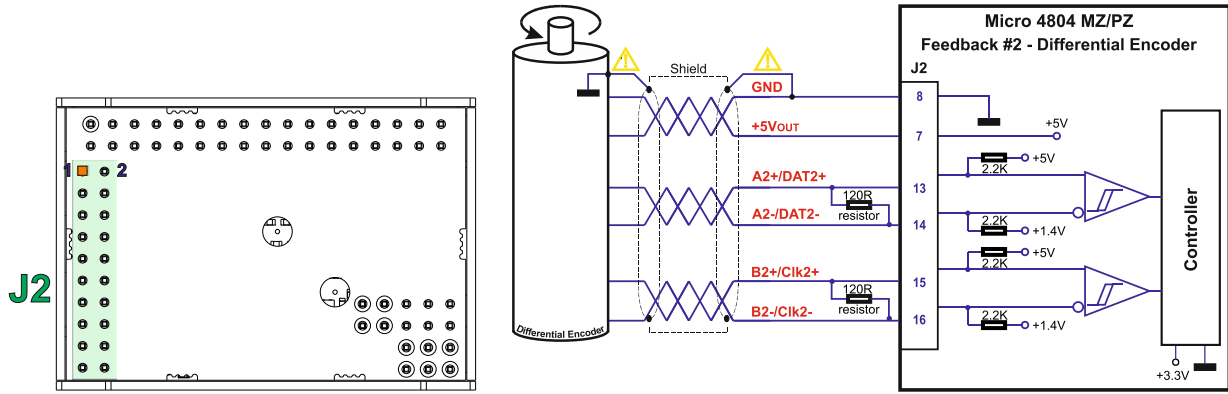 1
2
J2
Differential Encoder
Shield
GND
+5VOUT
A2+/DAT2+
120R
resistor
A2-/DAT2-
B2+/Clk2+
120R
resistor
B2-/Clk2-
Micro 4804 MZ/PZ
Feedback #2 - Differential Encoder
J2
8
7
13
14
15
16
+5V
+5V
2.2K
2.2K
+1.4V
+5V
2.2K
2.2K
+1.4V
Controller
+3.3V